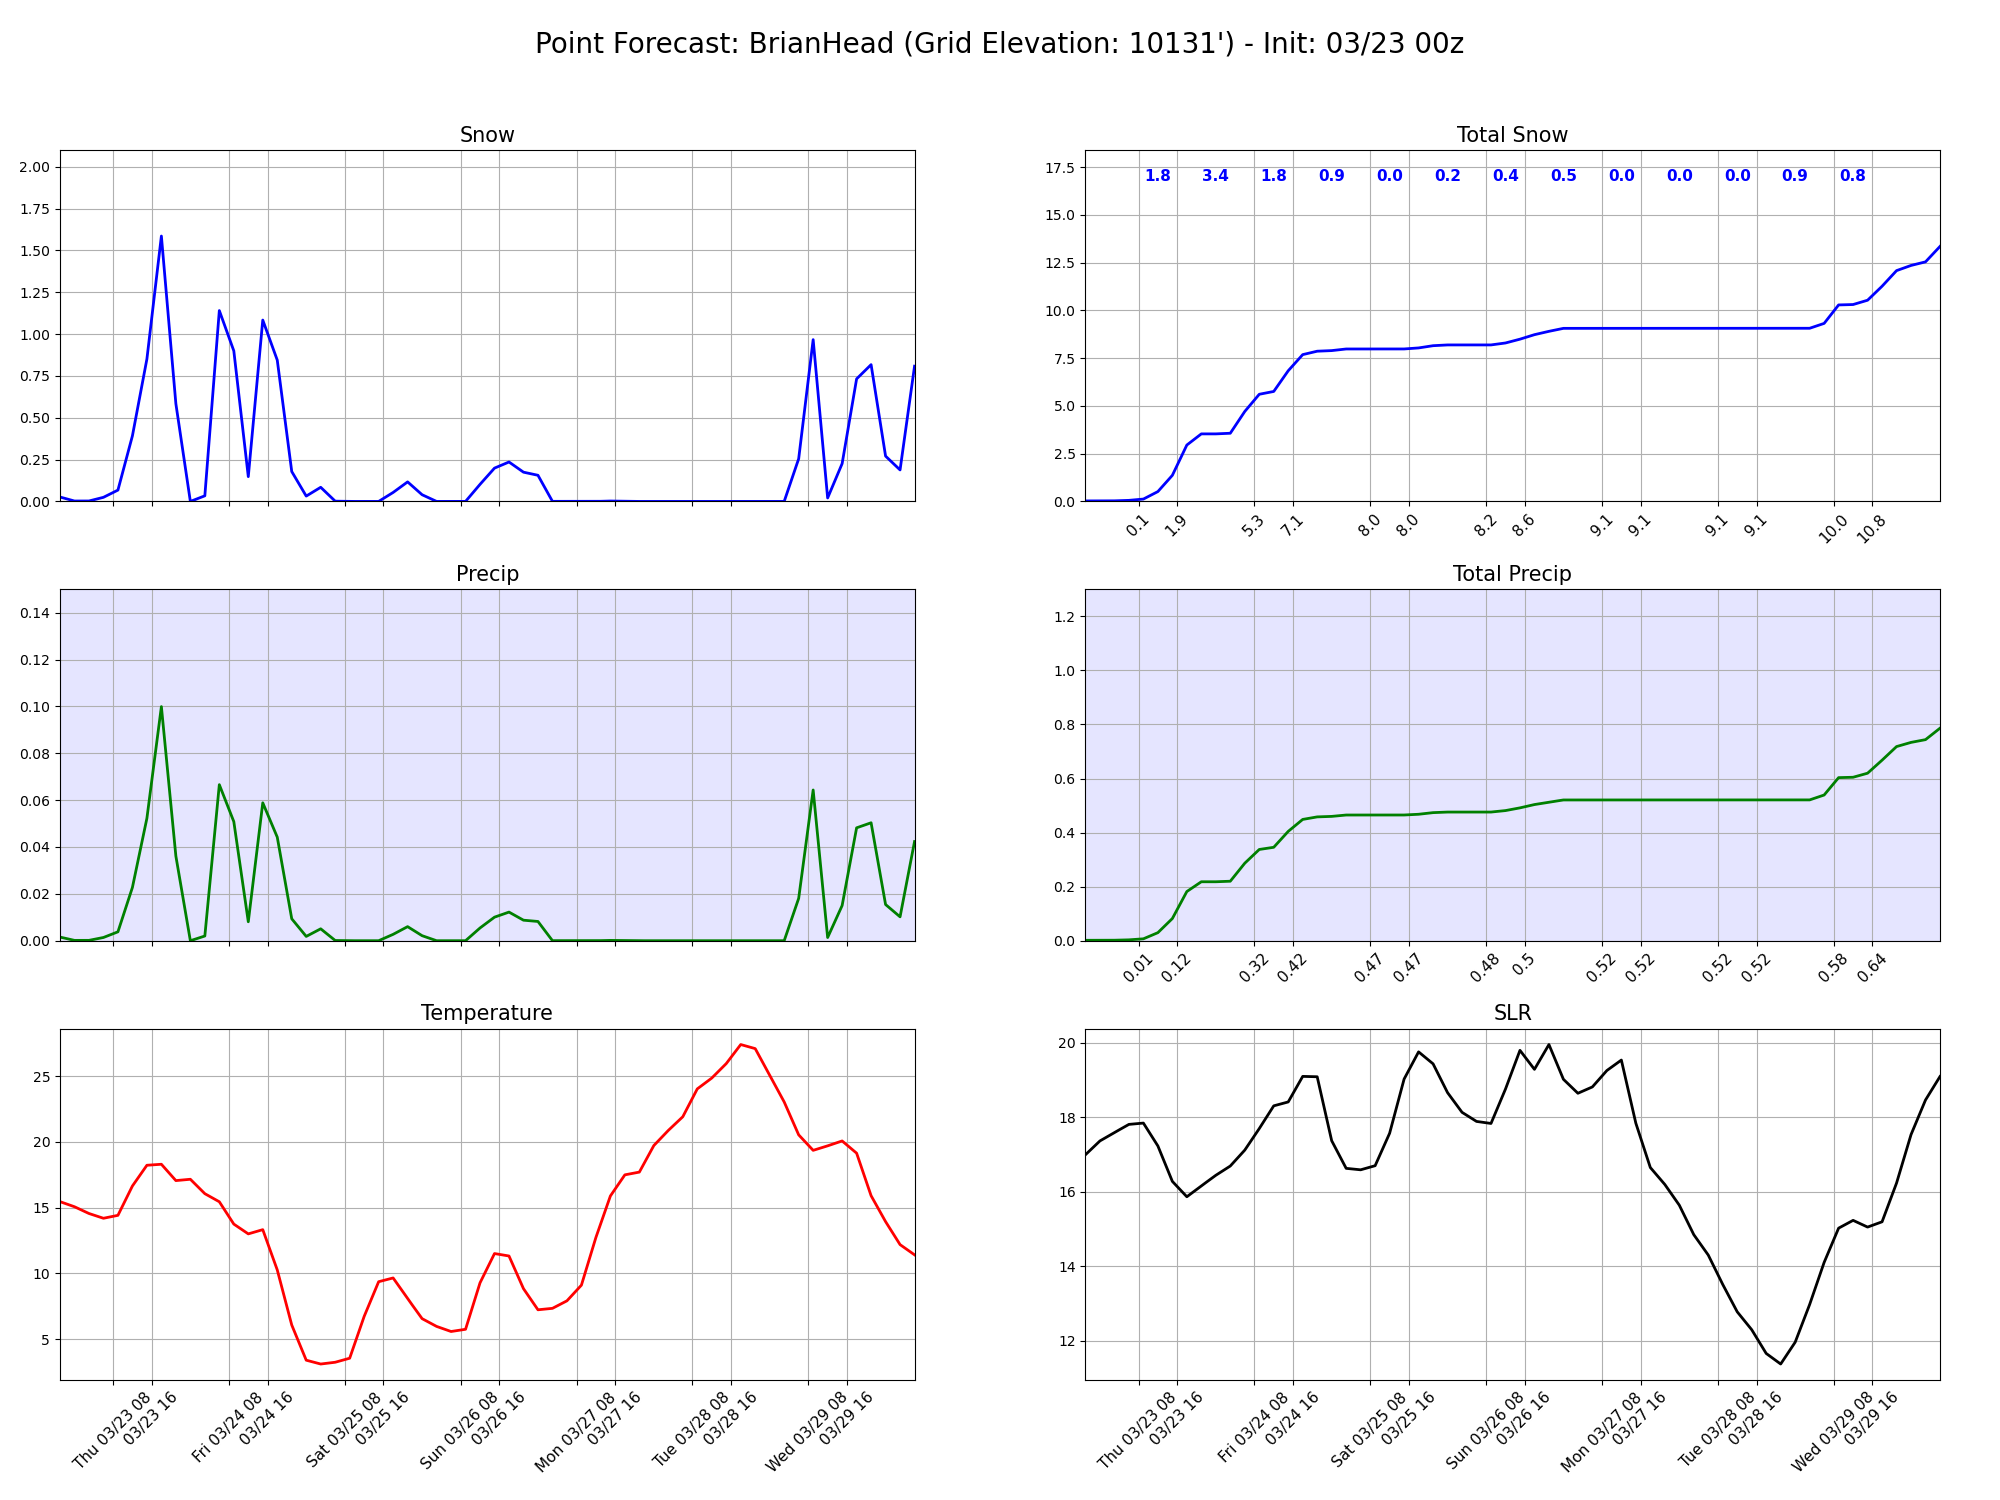 Point Forecast: BrianHead (Grid Elevation: 10131') - Init: 03/23 00z
Snow
2.00
1.75
1.50
1.25
1.00
0.75
0.50
0.25
0.00
Total Snow
17.5
15.0
12.5
10.0
7.5
5.0
2.5
0.0
1.8 3.4 1.8 0.9 0.0 0.2 0.4 0.5 0.0 0.0 0.0 0.9 0.8
0.1 1.9 5.3 7.1 8.0 8.0 8.2 8.6 9.1 9.1 9.1 9.1 10.0 10.8
Precip
0.14
0.12
0.10
0.08
0.06
0.04
0.02
0.00
Total Precip
1.2
1.0
0.8
0.6
0.4
0.2
0.0
0.01 0.12 0.32 0.42 0.47 0.47 0.48 0.5 0.52 0.52 0.52 0.52 0.58 0.64
Temperature
25
20
15
10
5
Thu 03/23 08
03/23 16
Fri 03/24 08
03/24 16
Sat 03/25 08
03/25 16
Sun 03/26 08
03/26 16
Mon 03/27 08
03/27 16
Tue 03/28 08
03/28 16
Wed 03/29 08
03/29 16
SLR
20
18
16
14
12
Thu 03/23 08
03/23 16
Fri 03/24 08
03/24 16
Sat 03/25 08
03/25 16
Sun 03/26 08
03/26 16
Mon 03/27 08
03/27 16
Tue 03/28 08
03/28 16
Wed 03/29 08
03/29 16